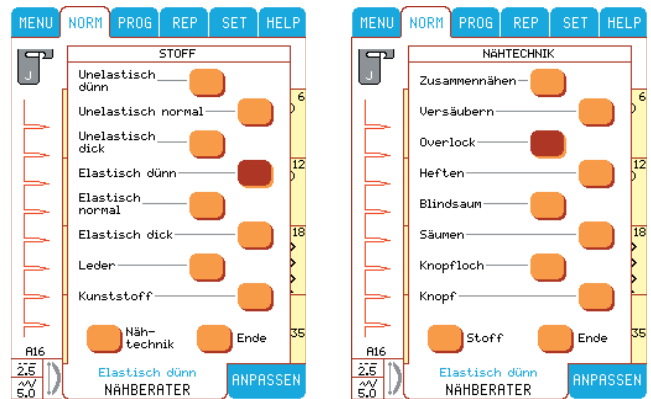 MENU NORM PROG REP SET HELP
STOFF
J
Unelastisch
dünn
6
Unelastisch normal
Unelastisch
dick
Elastisch dünn
12
Elastisch
normal
Elastisch dick
18
Leder
Kunststoff
Näh-
technik
Ende
35
A16
2.5
5.0
Elastisch dünn
NÄHBERATER
ANPASSEN
MENU NORM PROG REP SET HELP
NÄHTECHNIK
J
Zusammennähen
6
Versäubern
Overlock
12
Heften
Blindsaum
Säumen
18
Knopfloch
Knopf
Stoff
Ende
35
A16
2.5
5.0
Elastisch dünn
NÄHBERATER
ANPASSEN